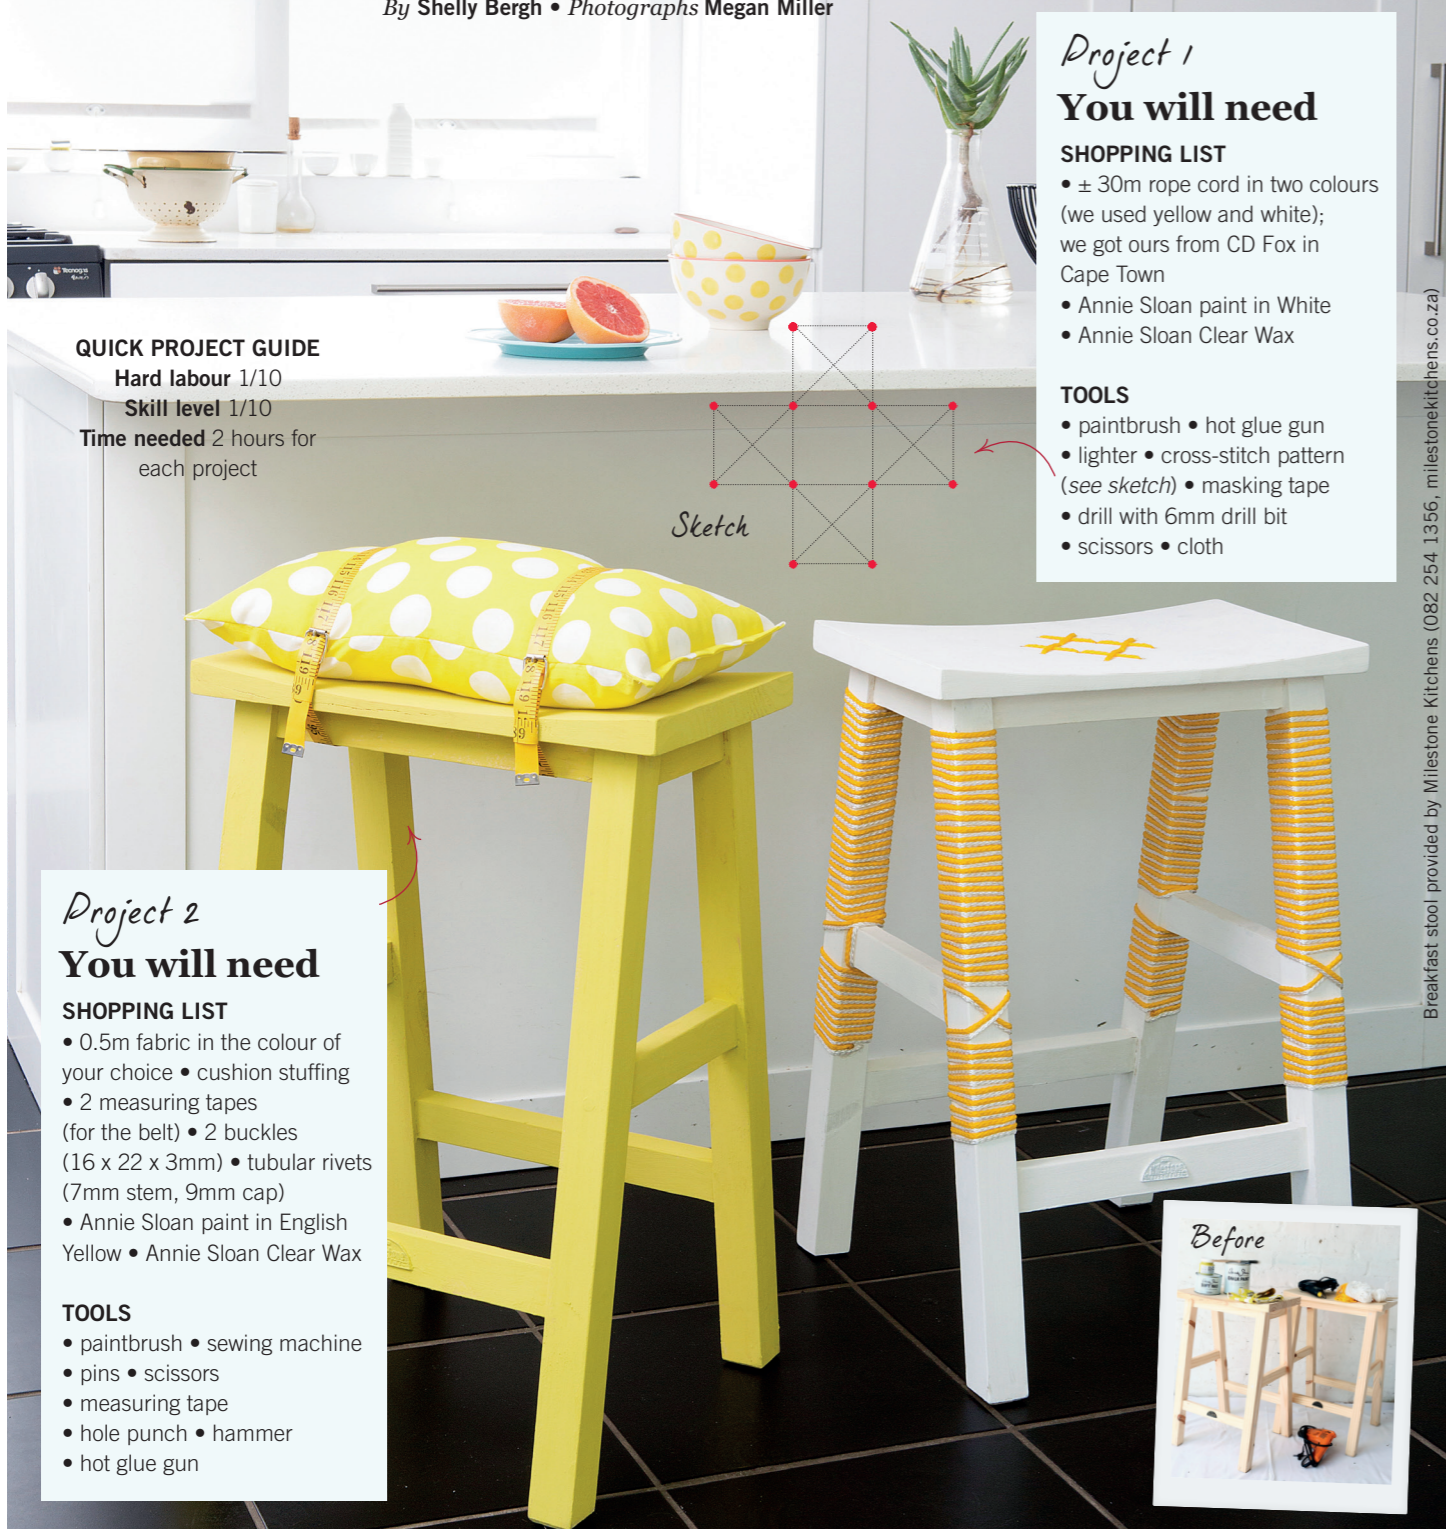 By Shelly Bergh • Photographs Megan Miller
Project 1
You will need
SHOPPING LIST
• ± 30m rope cord in two colours
(we used yellow and white);
we got ours from CD Fox in
Cape Town
• Annie Sloan paint in White
• Annie Sloan Clear Wax
TOOLS
• paintbrush • hot glue gun
• lighter • cross-stitch pattern
(see sketch) • masking tape
• drill with 6mm drill bit
• scissors • cloth
QUICK PROJECT GUIDE
Hard labour 1/10
Skill level 1/10
Time needed 2 hours for
each project
Sketch
Project 2
You will need
SHOPPING LIST
• 0.5m fabric in the colour of
your choice • cushion stuffing
• 2 measuring tapes
(for the belt) • 2 buckles
(16 x 22 x 3mm) • tubular rivets
(7mm stem, 9mm cap)
• Annie Sloan paint in English
Yellow • Annie Sloan Clear Wax
TOOLS
• paintbrush • sewing machine
• pins • scissors
• measuring tape
• hole punch • hammer
• hot glue gun
Before
Breakfast stool provided by Milestone Kitchens (082 254 1356, milestonekitchens.co.za)